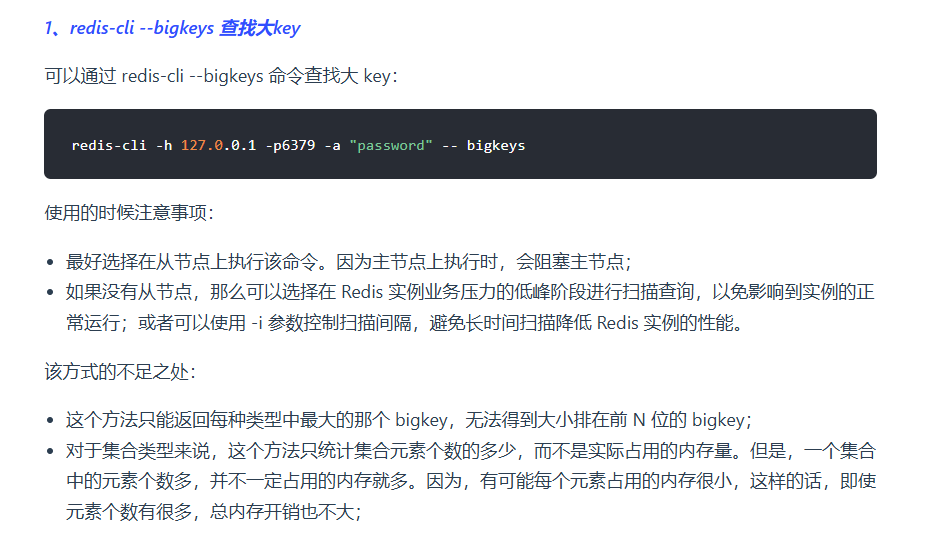 1、redis-cli --bigkeys 查找大key
可以通过 redis-cli --bigkeys 命令查找大 key：
redis-cli -h 127.0.0.1 -p6379 -a "password" -- bigkeys
使用的时候注意事项：
• 最好选择在从节点上执行该命令。因为主节点上执行时，会阻塞主节点；
• 如果没有从节点，那么可以选择在 Redis 实例业务压力的低峰阶段进行扫描查询，以免影响到实例的正
常运行；或者可以使用 -i 参数控制扫描间隔，避免长时间扫描降低 Redis 实例的性能。
该方式的不足之处：
• 这个方法只能返回每种类型中最大的那个 bigkey，无法得到大小排在前 N 位的 bigkey；
• 对于集合类型来说，这个方法只统计集合元素个数的多少，而不是实际占用的内存量。但是，一个集合
中的元素个数多，并不一定占用的内存就多。因为，有可能每个元素占用的内存很小，这样的话，即使
元素个数有很多，总内存开销也不大；